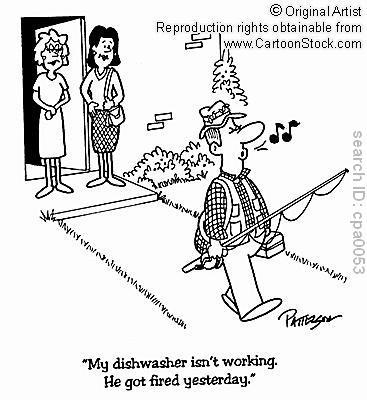 © Original Artist
Reproduction rights obtainable from
www.CartoonStock.com
search ID: cpa0053
PATTERSON
"My dishwasher isn't working.
He got fired yesterday."